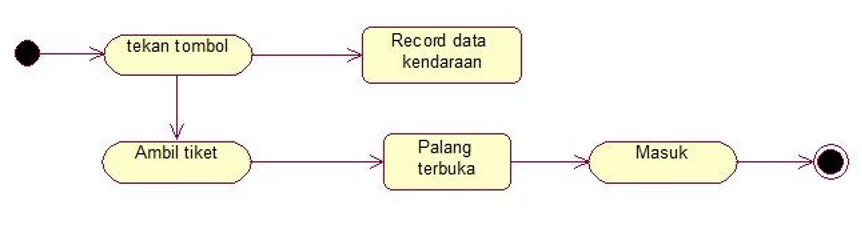 tekan tombol
Record data
kendaraan
Ambil tiket
Palang
terbuka
Masuk